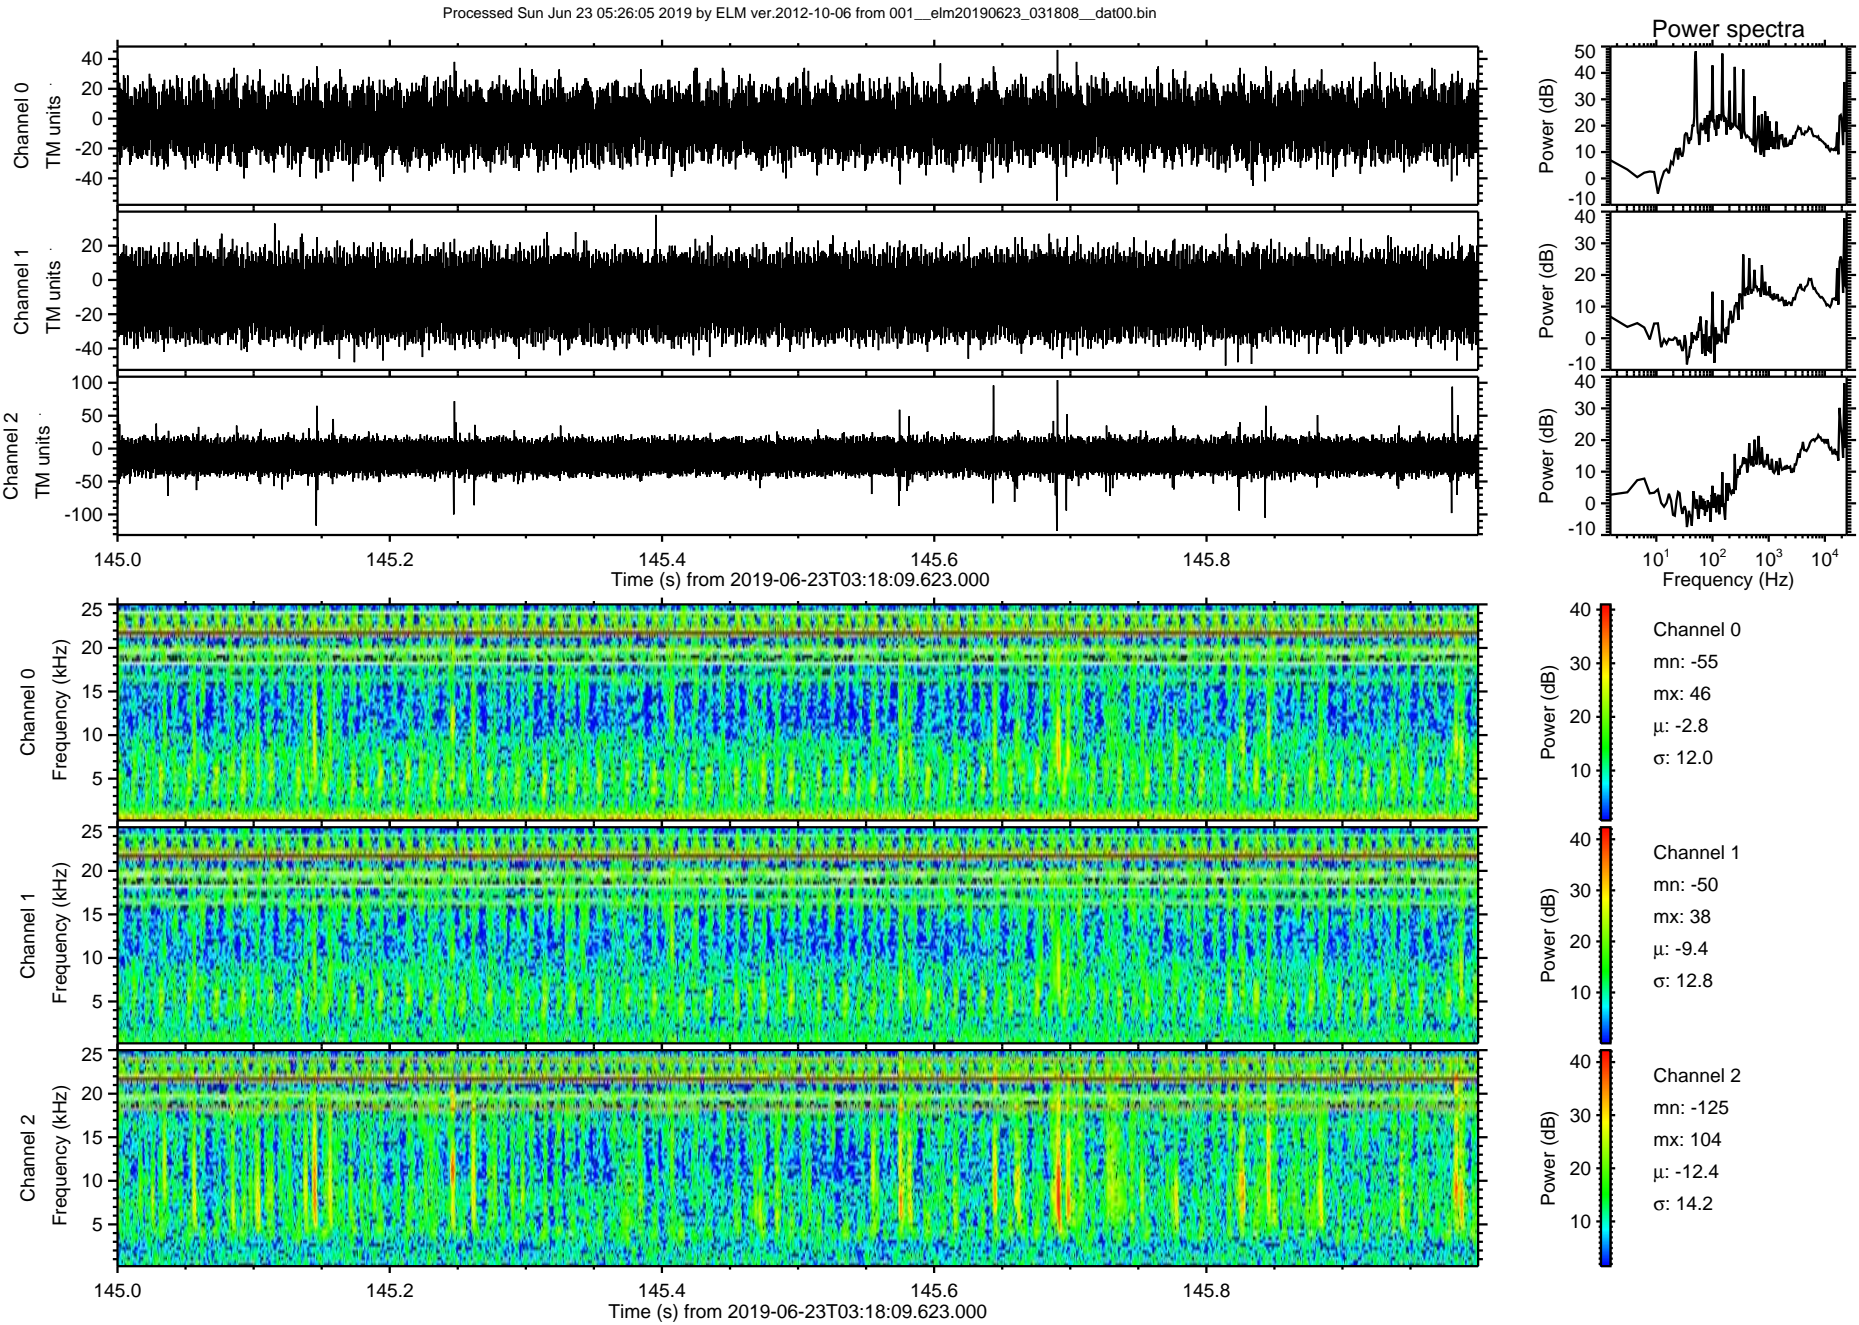 Processed Sun Jun 23 05:26:05 2019 by ELM ver.2012-10-06 from 001__elm20190623_031808__dat00.bin
Power spectra
Channel 0
TM units
40
20
0
-20
-40
Power (dB)
50
40
30
20
10
0
-10
Channel 1
TM units
20
0
-20
-40
Power (dB)
40
30
20
10
0
-10
Channel 2
TM units
100
50
0
-50
-100
Power (dB)
40
30
20
10
0
-10
145.0 145.2 145.4 145.6 145.8
Time (s) from 2019-06-23T03:18:09.623.000
10¹ 10² 10³ 10⁴
Frequency (Hz)
Channel 0
Frequency (kHz)
25
20
15
10
5
Power (dB)
40
30
20
10
Channel 0
mn: -55
mx: 46
μ: -2.8
σ: 12.0
Channel 1
Frequency (kHz)
25
20
15
10
5
Power (dB)
40
30
20
10
Channel 1
mn: -50
mx: 38
μ: -9.4
σ: 12.8
Channel 2
Frequency (kHz)
25
20
15
10
5
Power (dB)
40
30
20
10
Channel 2
mn: -125
mx: 104
μ: -12.4
σ: 14.2
145.0 145.2 145.4 145.6 145.8
Time (s) from 2019-06-23T03:18:09.623.000